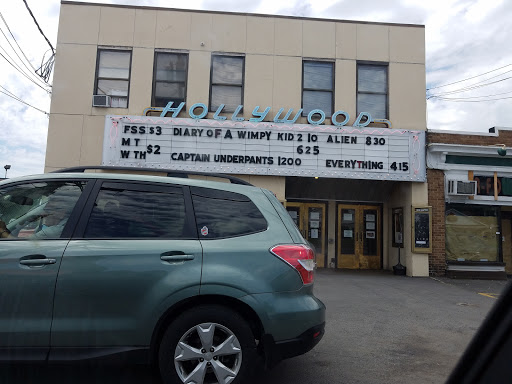 HOLLYWOOD
FSS $3 DIARY OF A WIMPY KID 2 10 ALIEN 830
M T 625
W TH $2 CAPTAIN UNDERPANTS 1200 EVERYTHING 415